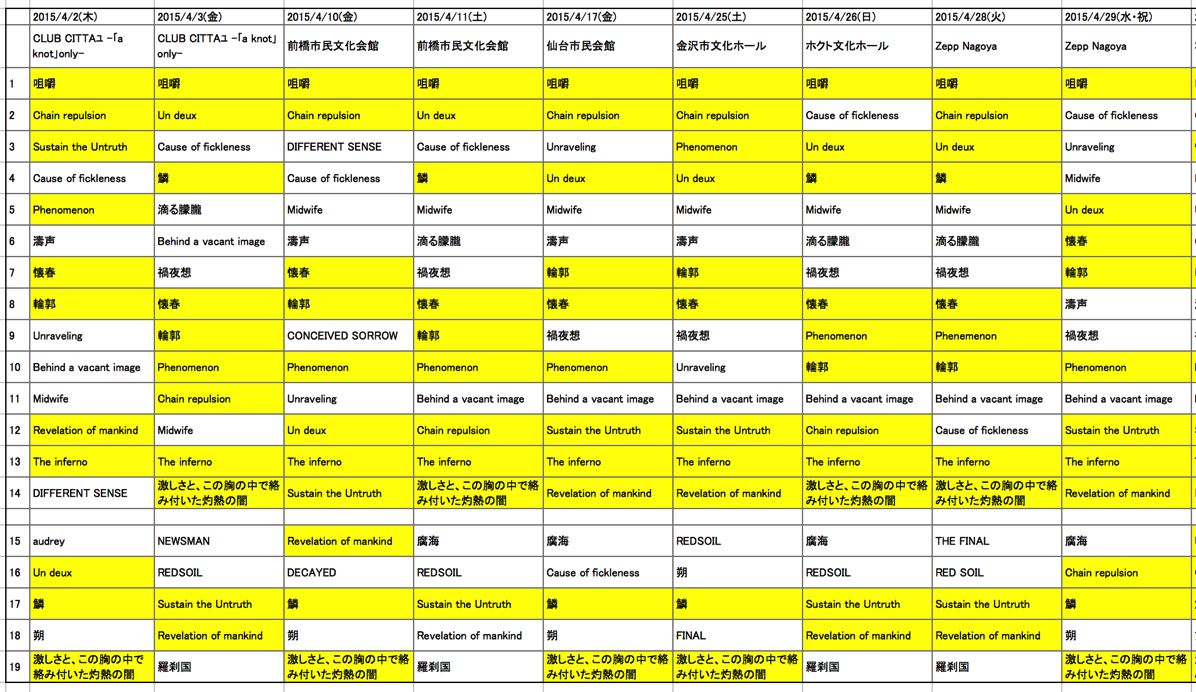 2015/4/2(木) 2015/4/3(金) 2015/4/10(金) 2015/4/11(土) 2015/4/17(金) 2015/4/25(土) 2015/4/26(日) 2015/4/28(火) 2015/4/29(水・祝)
CLUB CITTAユ -「a knot」only- CLUB CITTAユ -「a knot」only- 前橋市民文化会館 前橋市民文化会館 仙台市民会館 金沢市文化ホール ホクト文化ホール Zepp Nagoya Zepp Nagoya
1 咀嚼 咀嚼 咀嚼 咀嚼 咀嚼 咀嚼 咀嚼 咀嚼 咀嚼
2 Chain repulsion Un deux Chain repulsion Un deux Chain repulsion Chain repulsion Cause of fickleness Chain repulsion Cause of fickleness
3 Sustain the Untruth Cause of fickleness DIFFERENT SENSE Cause of fickleness Unraveling Phenomenon Un deux Un deux Unraveling
4 Cause of fickleness 鱗 Cause of fickleness 鱗 Un deux Un deux 鱗 鱗 Midwife
5 Phenomenon 滴る朦朧 Midwife Midwife Midwife Midwife Midwife Midwife Un deux
6 濤声 Behind a vacant image 濤声 滴る朦朧 濤声 濤声 滴る朦朧 滴る朦朧 懐春
7 懐春 禍夜想 懐春 禍夜想 輪郭 輪郭 禍夜想 禍夜想 輪郭
8 輪郭 懐春 輪郭 懐春 懐春 懐春 懐春 懐春 濤声
9 Unraveling 輪郭 CONCEIVED SORROW 輪郭 禍夜想 禍夜想 Phenomenon Phenemenon 禍夜想
10 Behind a vacant image Phenomenon Phenomenon Phenomenon Phenomenon Unraveling 輪郭 輪郭 Phenomenon
11 Midwife Chain repulsion Unraveling Behind a vacant image Behind a vacant image Behind a vacant image Behind a vacant image Behind a vacant image Behind a vacant image
12 Revelation of mankind Midwife Un deux Chain repulsion Sustain the Untruth Sustain the Untruth Chain repulsion Cause of fickleness Sustain the Untruth
13 The inferno The inferno The inferno The inferno The inferno The inferno The inferno The inferno The inferno
14 DIFFERENT SENSE 激しさと、この胸の中で絡み付いた灼熱の闇 Sustain the Untruth 激しさと、この胸の中で絡み付いた灼熱の闇 Revelation of mankind Revelation of mankind 激しさと、この胸の中で絡み付いた灼熱の闇 激しさと、この胸の中で絡み付いた灼熱の闇 Revelation of mankind
15 audrey NEWSMAN Revelation of mankind 腐海 腐海 REDSOIL 腐海 THE FINAL 腐海
16 Un deux REDSOIL DECAYED REDSOIL Cause of fickleness 朔 REDSOIL RED SOIL Chain repulsion
17 鱗 Sustain the Untruth 鱗 Sustain the Untruth 鱗 鱗 Sustain the Untruth Sustain the Untruth 鱗
18 朔 Revelation of mankind 朔 Revelation of mankind 朔 FINAL Revelation of mankind Revelation of mankind 朔
19 激しさと、この胸の中で絡み付いた灼熱の闇 羅刹国 激しさと、この胸の中で絡み付いた灼熱の闇 羅刹国 激しさと、この胸の中で絡み付いた灼熱の闇 激しさと、この胸の中で絡み付いた灼熱の闇 羅刹国 羅刹国 激しさと、この胸の中で絡み付いた灼熱の闇